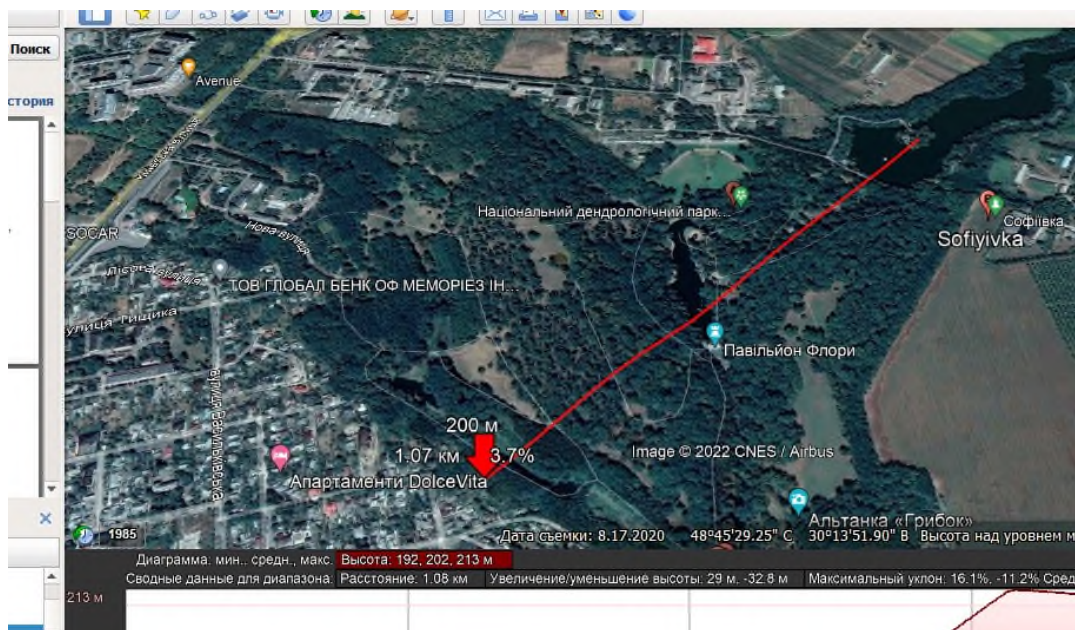 Поиск
стория
Avenue
SOCAR
Нова вулиця
Лісова вулиця
улиця Тищика
ТОВ ГЛОБАЛ БЕНК ОФ МЕМОРІЕЗ ІН...
Національний дендрологічний парк...
Софіївка
Sofiyivka
Павільйон Флори
200 м
1.07 км 3.7%
Апартаменти DolceVita
Image © 2022 CNES / Airbus
Альтанка «Грибок»
1985
Дата съемки: 8.17.2020 48°45'29.25" С 30°13'51.90" В Высота над уровнем м
Диаграмма: мин.. средн., макс. Высота: 192, 202, 213 м
Сводные данные для диапазона: Расстояние: 1.08 км Увеличение/уменьшение высоты: 29 м, -32.8 м Максимальный уклон: 16.1%, -11.2% Сред
213 м